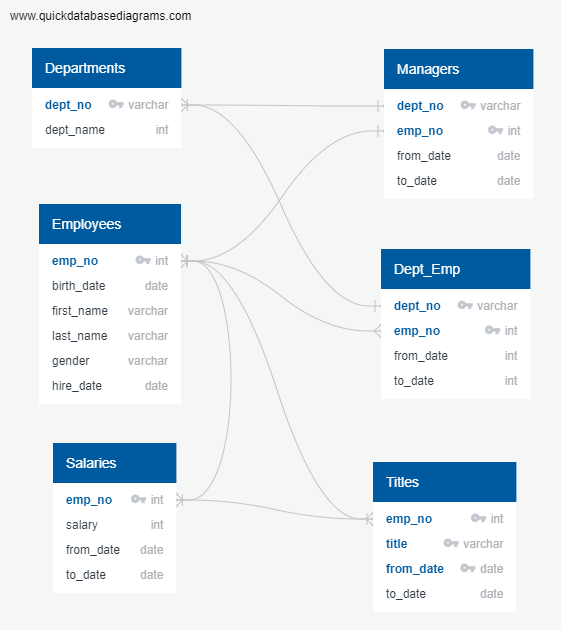 www.quickdatabasediagrams.com
Departments
dept_no varchar
dept_name int
Managers
dept_no varchar
emp_no int
from_date date
to_date date
Employees
emp_no int
birth_date date
first_name varchar
last_name varchar
gender varchar
hire_date date
Dept_Emp
dept_no varchar
emp_no int
from_date int
to_date int
Salaries
emp_no int
salary int
from_date date
to_date date
Titles
emp_no int
title varchar
from_date date
to_date date